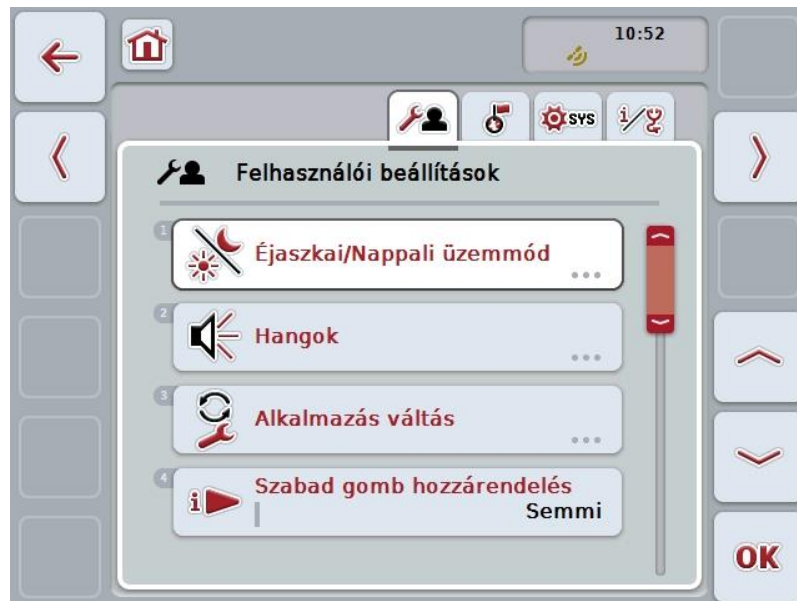 10:52
SYS
i/
Felhasználói beállítások
1
Éjaszkai/Nappali üzemmód
...
2
Hangok
...
3
Alkalmazás váltás
...
4
i
Szabad gomb hozzárendelés
Semmi
OK